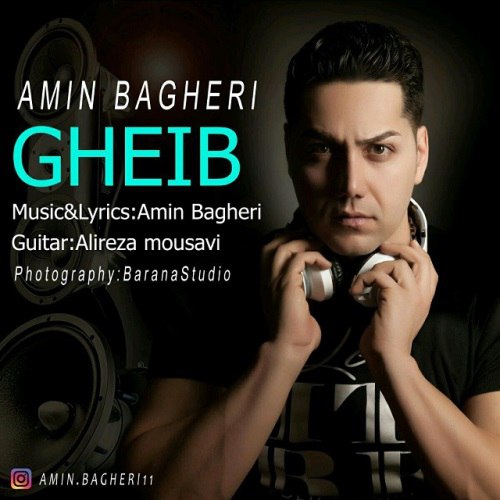 AMIN BAGHERI
GHEIB
Music&Lyrics:Amin Bagheri
Guitar:Alireza mousavi
Photography:BaranaStudio
AMIN.BAGHERI11